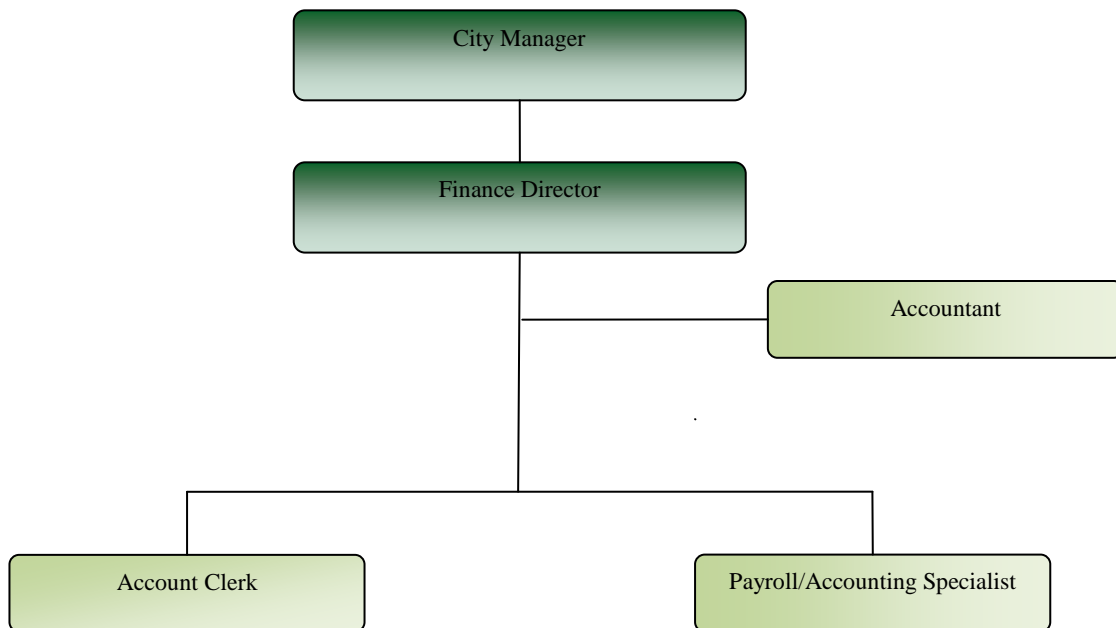 City Manager
Finance Director
Accountant
.
Account Clerk
Payroll/Accounting Specialist